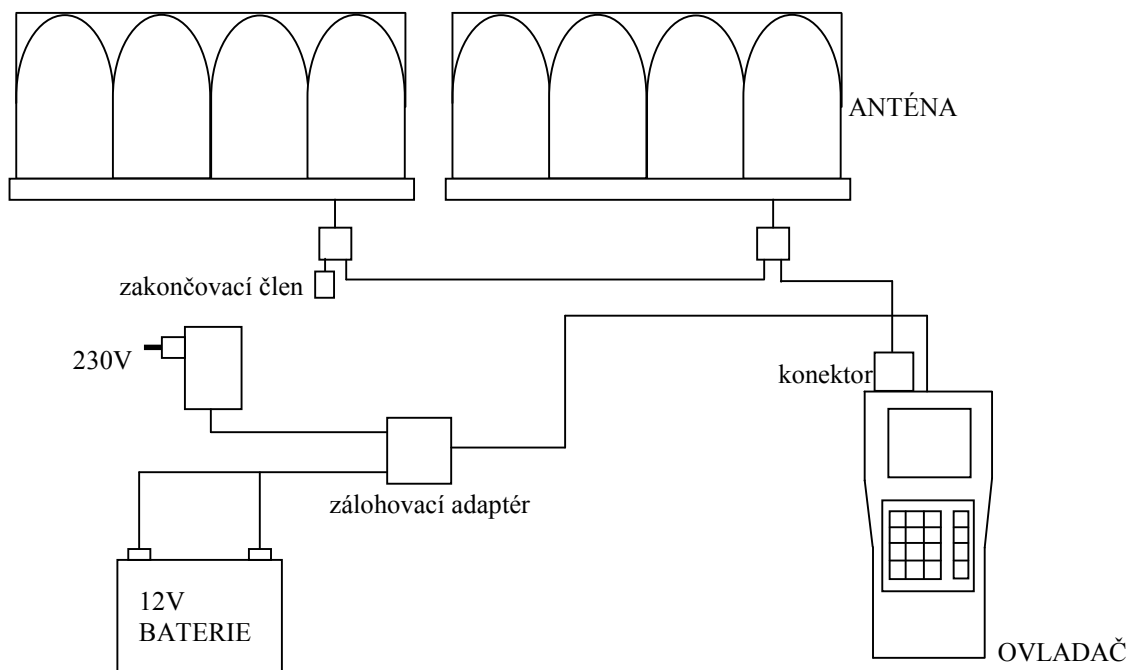 ANTÉNA
zakončovací člen
230V
konektor
zálohovací adaptér
12V
BATERIE
OVLADAČ